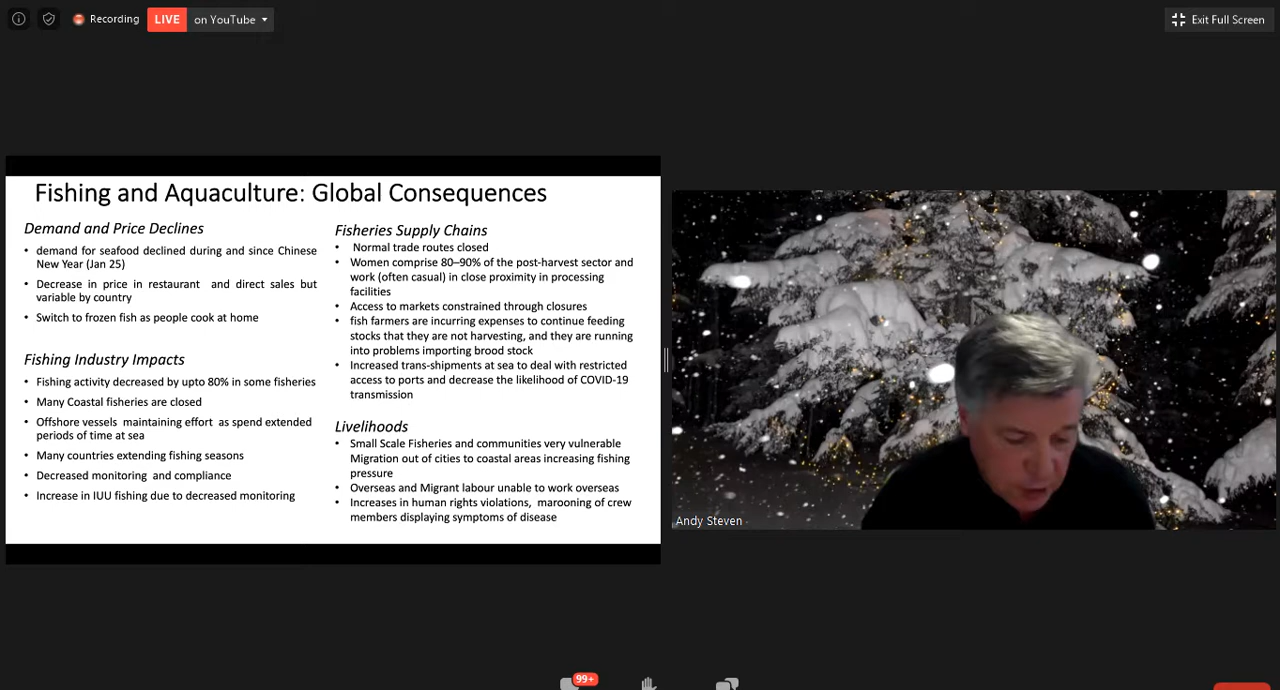 Recording
LIVE on YouTube
Exit Full Screen
Fishing and Aquaculture: Global Consequences
Demand and Price Declines
• demand for seafood declined during and since Chinese
New Year (Jan 25)
• Decrease in price in restaurant and direct sales but
variable by country
• Switch to frozen fish as people cook at home
Fishing Industry Impacts
• Fishing activity decreased by upto 80% in some fisheries
• Many Coastal fisheries are closed
• Offshore vessels maintaining effort as spend extended
periods of time at sea
• Many countries extending fishing seasons
• Decreased monitoring and compliance
• Increase in IUU fishing due to decreased monitoring
Fisheries Supply Chains
• Normal trade routes closed
• Women comprise 80–90% of the post-harvest sector and
work (often casual) in close proximity in processing
facilities
• Access to markets constrained through closures
• fish farmers are incurring expenses to continue feeding
stocks that they are not harvesting, and they are running
into problems importing brood stock
• Increased trans-shipments at sea to deal with restricted
access to ports and decrease the likelihood of COVID-19
transmission
Livelihoods
• Small Scale Fisheries and communities very vulnerable
Migration out of cities to coastal areas increasing fishing
pressure
• Overseas and Migrant labour unable to work overseas
• Increases in human rights violations, marooning of crew
members displaying symptoms of disease
Andy Steven
99+